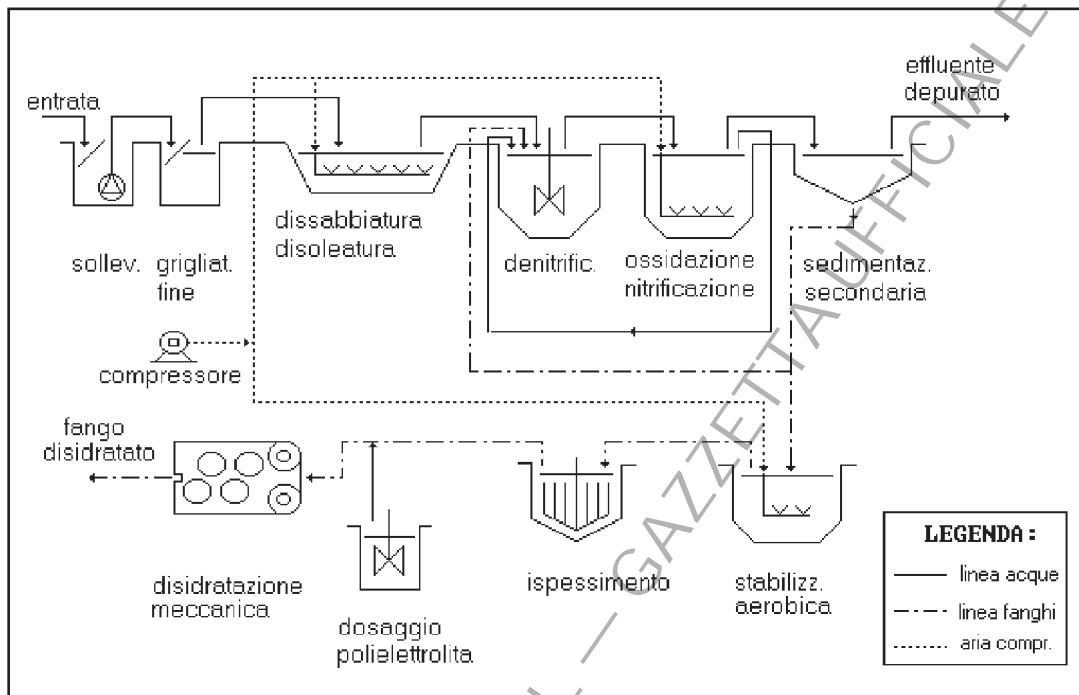 effluente
depurato
entrata
dissabbiatura
disoleatura
sollev.
grigliat.
fine
denitrific.
ossidazione
nitrificazione
sedimentaz.
secondaria
compressore
fango
disidratato
disidratazione
meccanica
dosaggio
polielettrolita
ispessimento
stabilizz.
aerobica
LEGENDA:
linea acque
linea fanghi
aria compr.
— GAZZETTA UFFICIALE